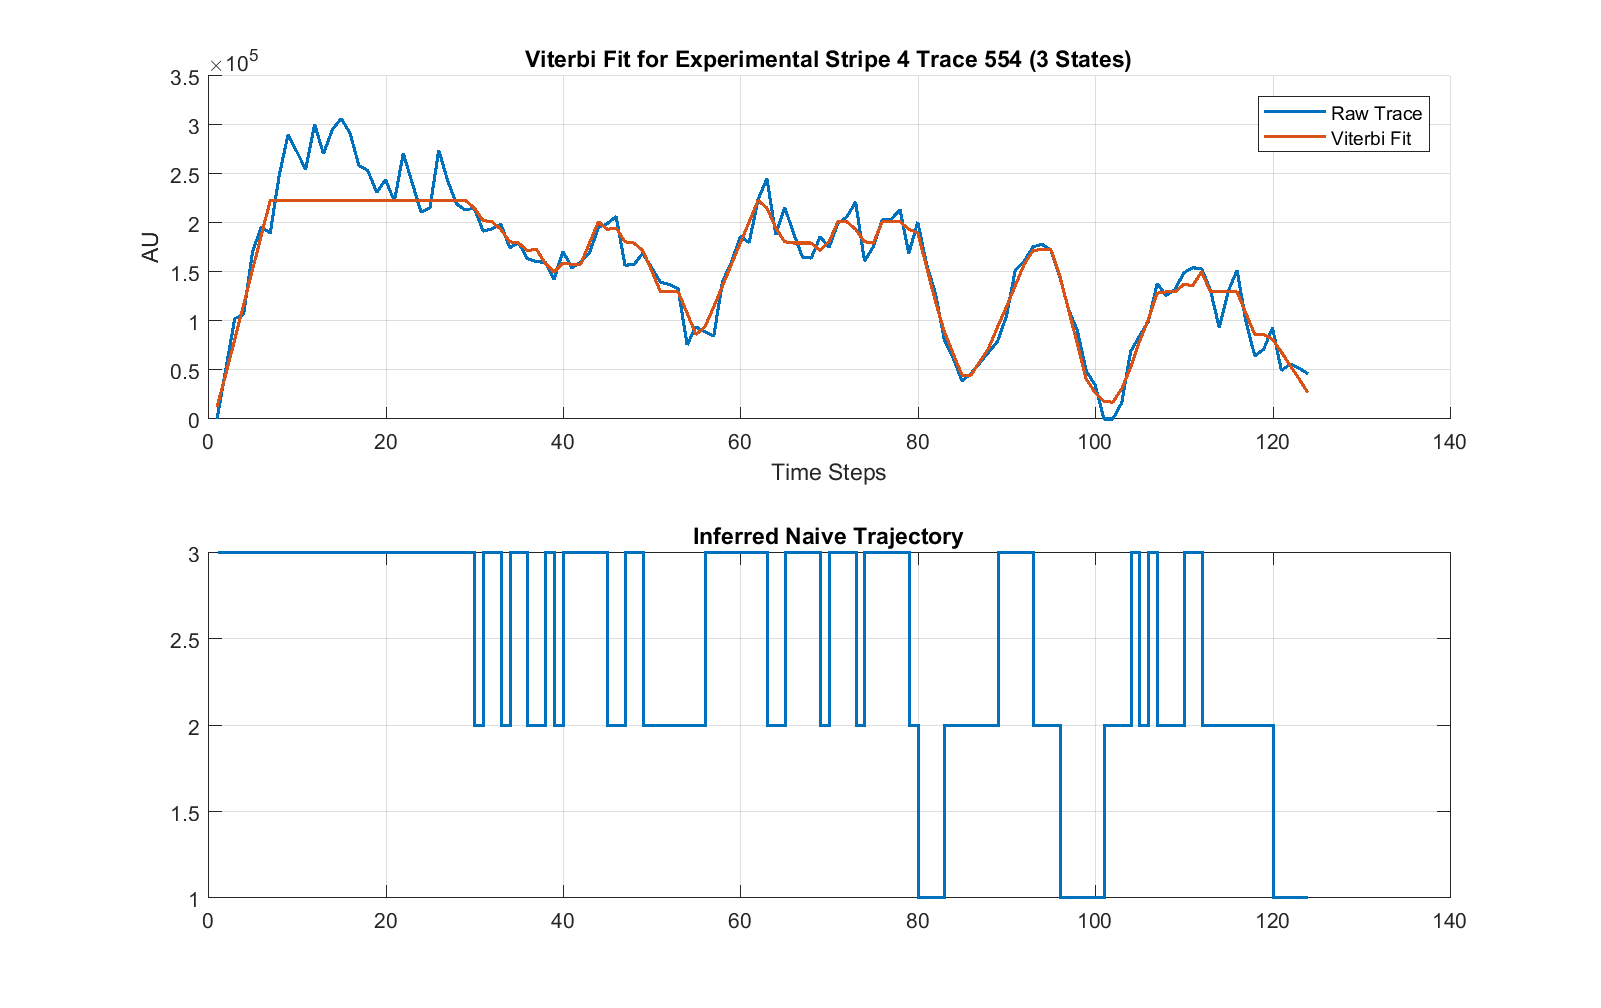 Viterbi Fit for Experimental Stripe 4 Trace 554 (3 States)
×10^5
3.5
3
2.5
2
1.5
1
0.5
0
AU
Raw Trace
Viterbi Fit
0 20 40 60 80 100 120 140
Time Steps
Inferred Naive Trajectory
3
2.5
2
1.5
1
0 20 40 60 80 100 120 140